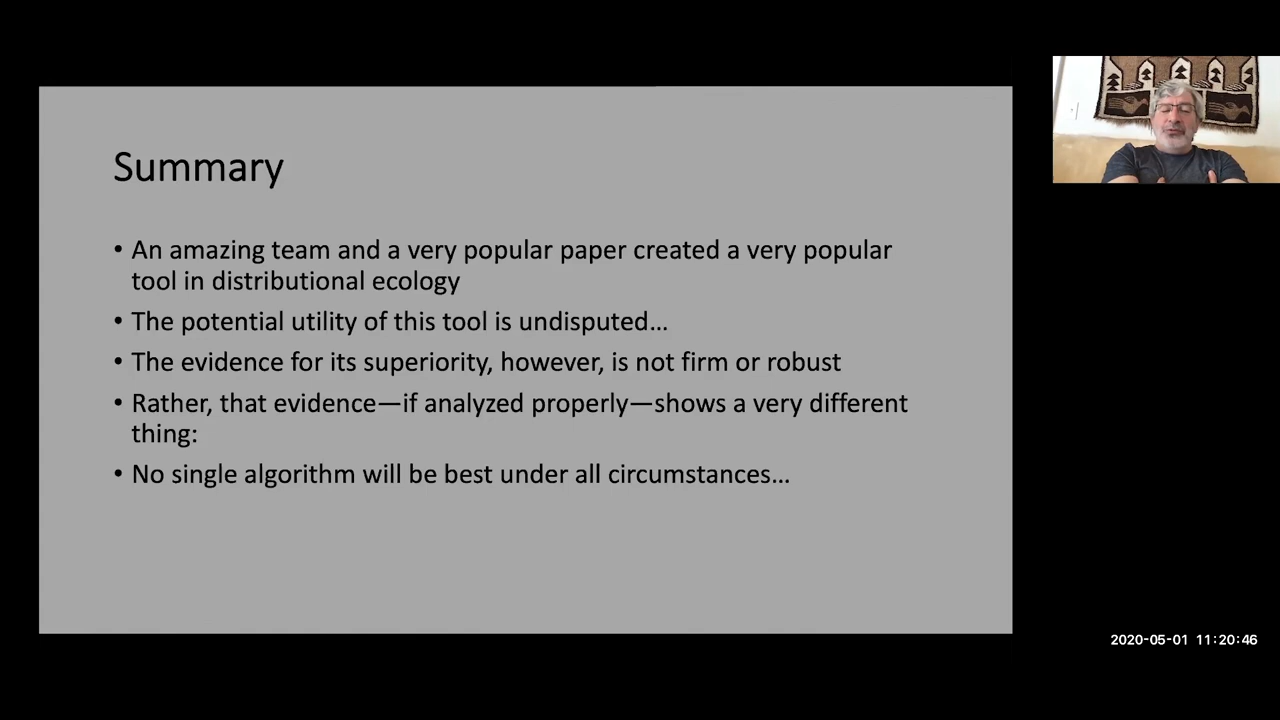 Summary
• An amazing team and a very popular paper created a very popular
tool in distributional ecology
• The potential utility of this tool is undisputed…
• The evidence for its superiority, however, is not firm or robust
• Rather, that evidence—if analyzed properly—shows a very different
thing:
• No single algorithm will be best under all circumstances…
2020-05-01 11:20:46